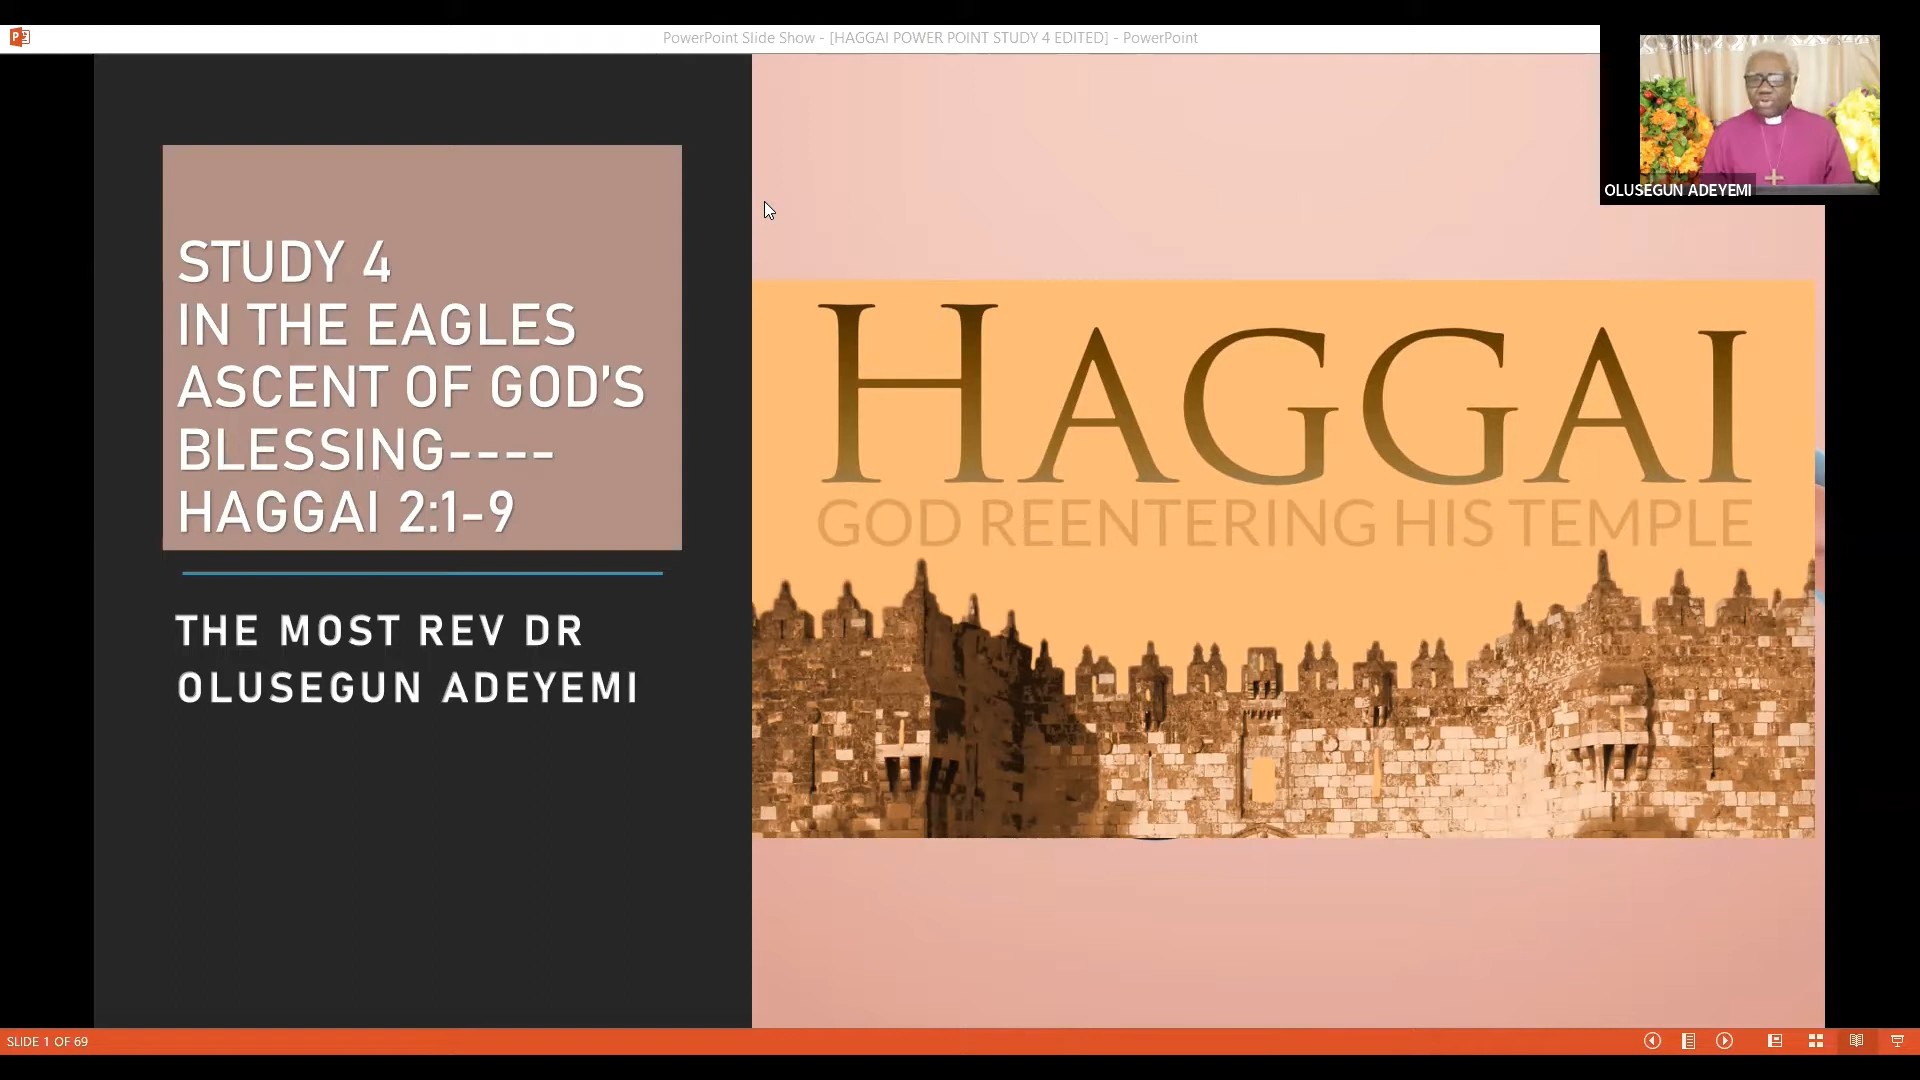 PowerPoint Slide Show - [HAGGAI POWER POINT STUDY 4 EDITED] - PowerPoint
OLUSEGUN ADEYEMI
STUDY 4
IN THE EAGLES
ASCENT OF GOD'S
BLESSING----
HAGGAI 2:1-9
THE MOST REV DR
OLUSEGUN ADEYEMI
HAGGAI
GOD REENTERING HIS TEMPLE
SLIDE 1 OF 69